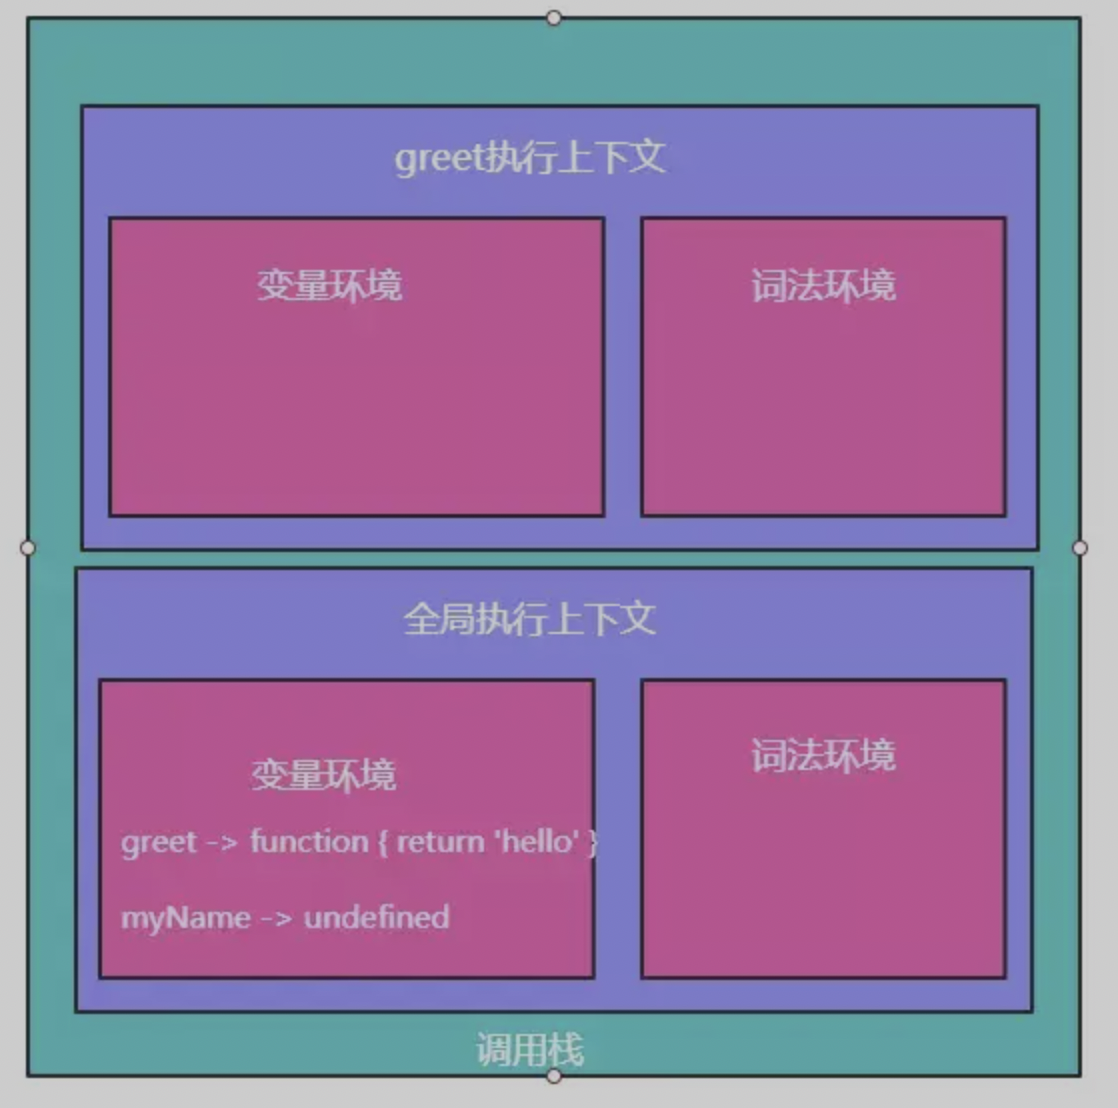 greet执行上下文
变量环境
词法环境
全局执行上下文
变量环境
词法环境
greet -> function { return 'hello' }
myName -> undefined
调用栈